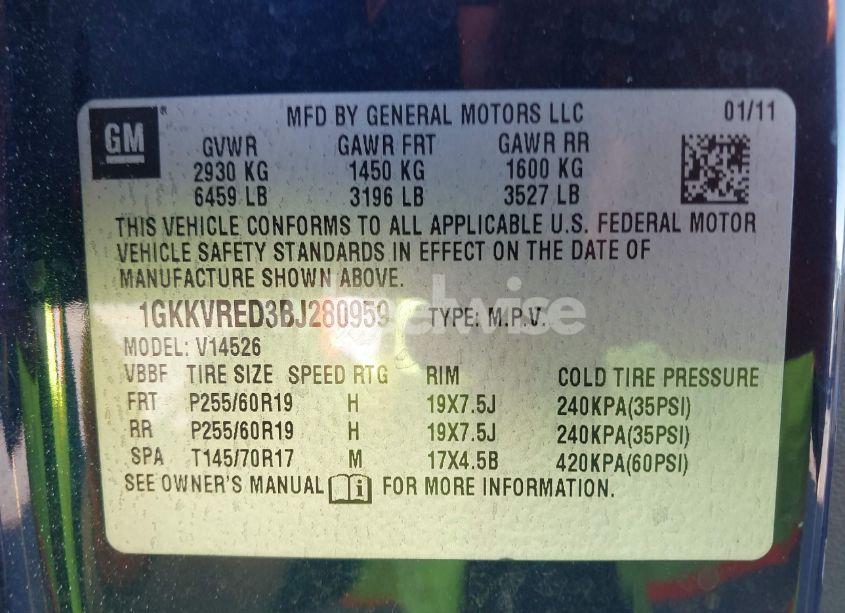 GM
MFD BY GENERAL MOTORS LLC 01/11
GVWR GAWR FRT GAWR RR
2930 KG 1450 KG 1600 KG
6459 LB 3196 LB 3527 LB
THIS VEHICLE CONFORMS TO ALL APPLICABLE U.S. FEDERAL MOTOR
VEHICLE SAFETY STANDARDS IN EFFECT ON THE DATE OF
MANUFACTURE SHOWN ABOVE.
1GKKVRED3BJ280959 TYPE: M.P.V.
MODEL: V14526
VBBF TIRE SIZE SPEED RTG RIM COLD TIRE PRESSURE
FRT P255/60R19 H 19X7.5J 240KPA(35PSI)
RR P255/60R19 H 19X7.5J 240KPA(35PSI)
SPA T145/70R17 M 17X4.5B 420KPA(60PSI)
SEE OWNER'S MANUAL i FOR MORE INFORMATION.